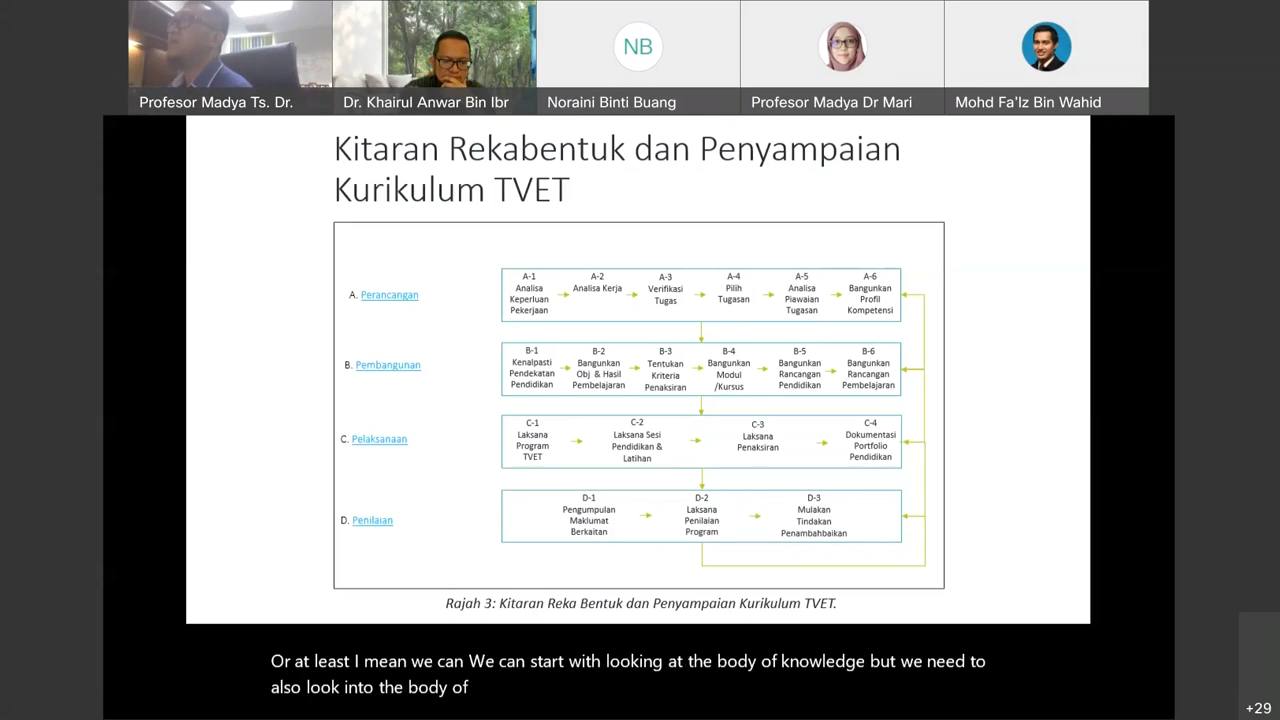 NB
Profesor Madya Ts. Dr.
Dr. Khairul Anwar Bin Ibr
Noraini Binti Buang
Profesor Madya Dr Mari
Mohd Fa'Iz Bin Wahid
Kitaran Rekabentuk dan Penyampaian
Kurikulum TVET
A. Perancangan
A-1
Analisa
Keperluan
Pekerjaan
A-2
Analisa Kerja
A-3
Verifikasi
Tugas
A-4
Pilih
Tugasan
A-5
Analisa
Piawaian
Tugasan
A-6
Bangunkan
Profil
Kompetensi
B. Pembangunan
B-1
Kenalpasti
Pendekatan
Pendidikan
B-2
Bangunkan
Obj & Hasil
Pembelajaran
B-3
Tentukan
Kriteria
Penaksiran
B-4
Bangunkan
Modul
/Kursus
B-5
Bangunkan
Rancangan
Pendidikan
B-6
Bangunkan
Rancangan
Pembelajaran
C. Pelaksanaan
C-1
Laksana
Program
TVET
C-2
Laksana Sesi
Pendidikan &
Latihan
C-3
Laksana
Penaksiran
C-4
Dokumentasi
Portfolio
Pendidikan
D. Penilaian
D-1
Pengumpulan
Maklumat
Berkaitan
D-2
Laksana
Penilaian
Program
D-3
Mulakan
Tindakan
Penambahbaikan
Rajah 3: Kitaran Reka Bentuk dan Penyampaian Kurikulum TVET.
Or at least I mean we can We can start with looking at the body of knowledge but we need to
also look into the body of
+29